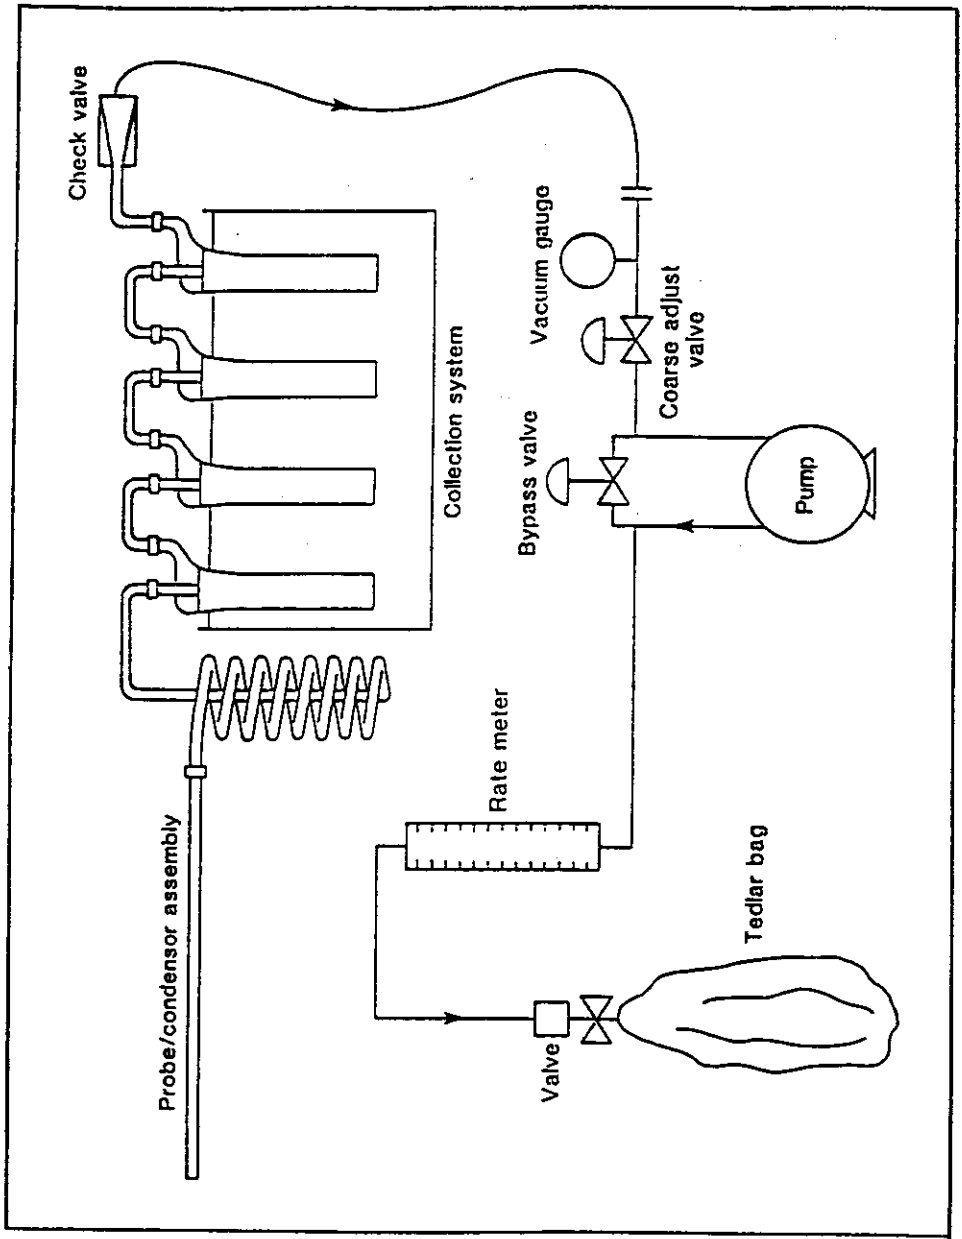 Probe/condensor assembly
Check valve
Collection system
Vacuum gauge
Coarse adjust
valve
Bypass valve
Pump
Rate meter
Valve
Tedlar bag